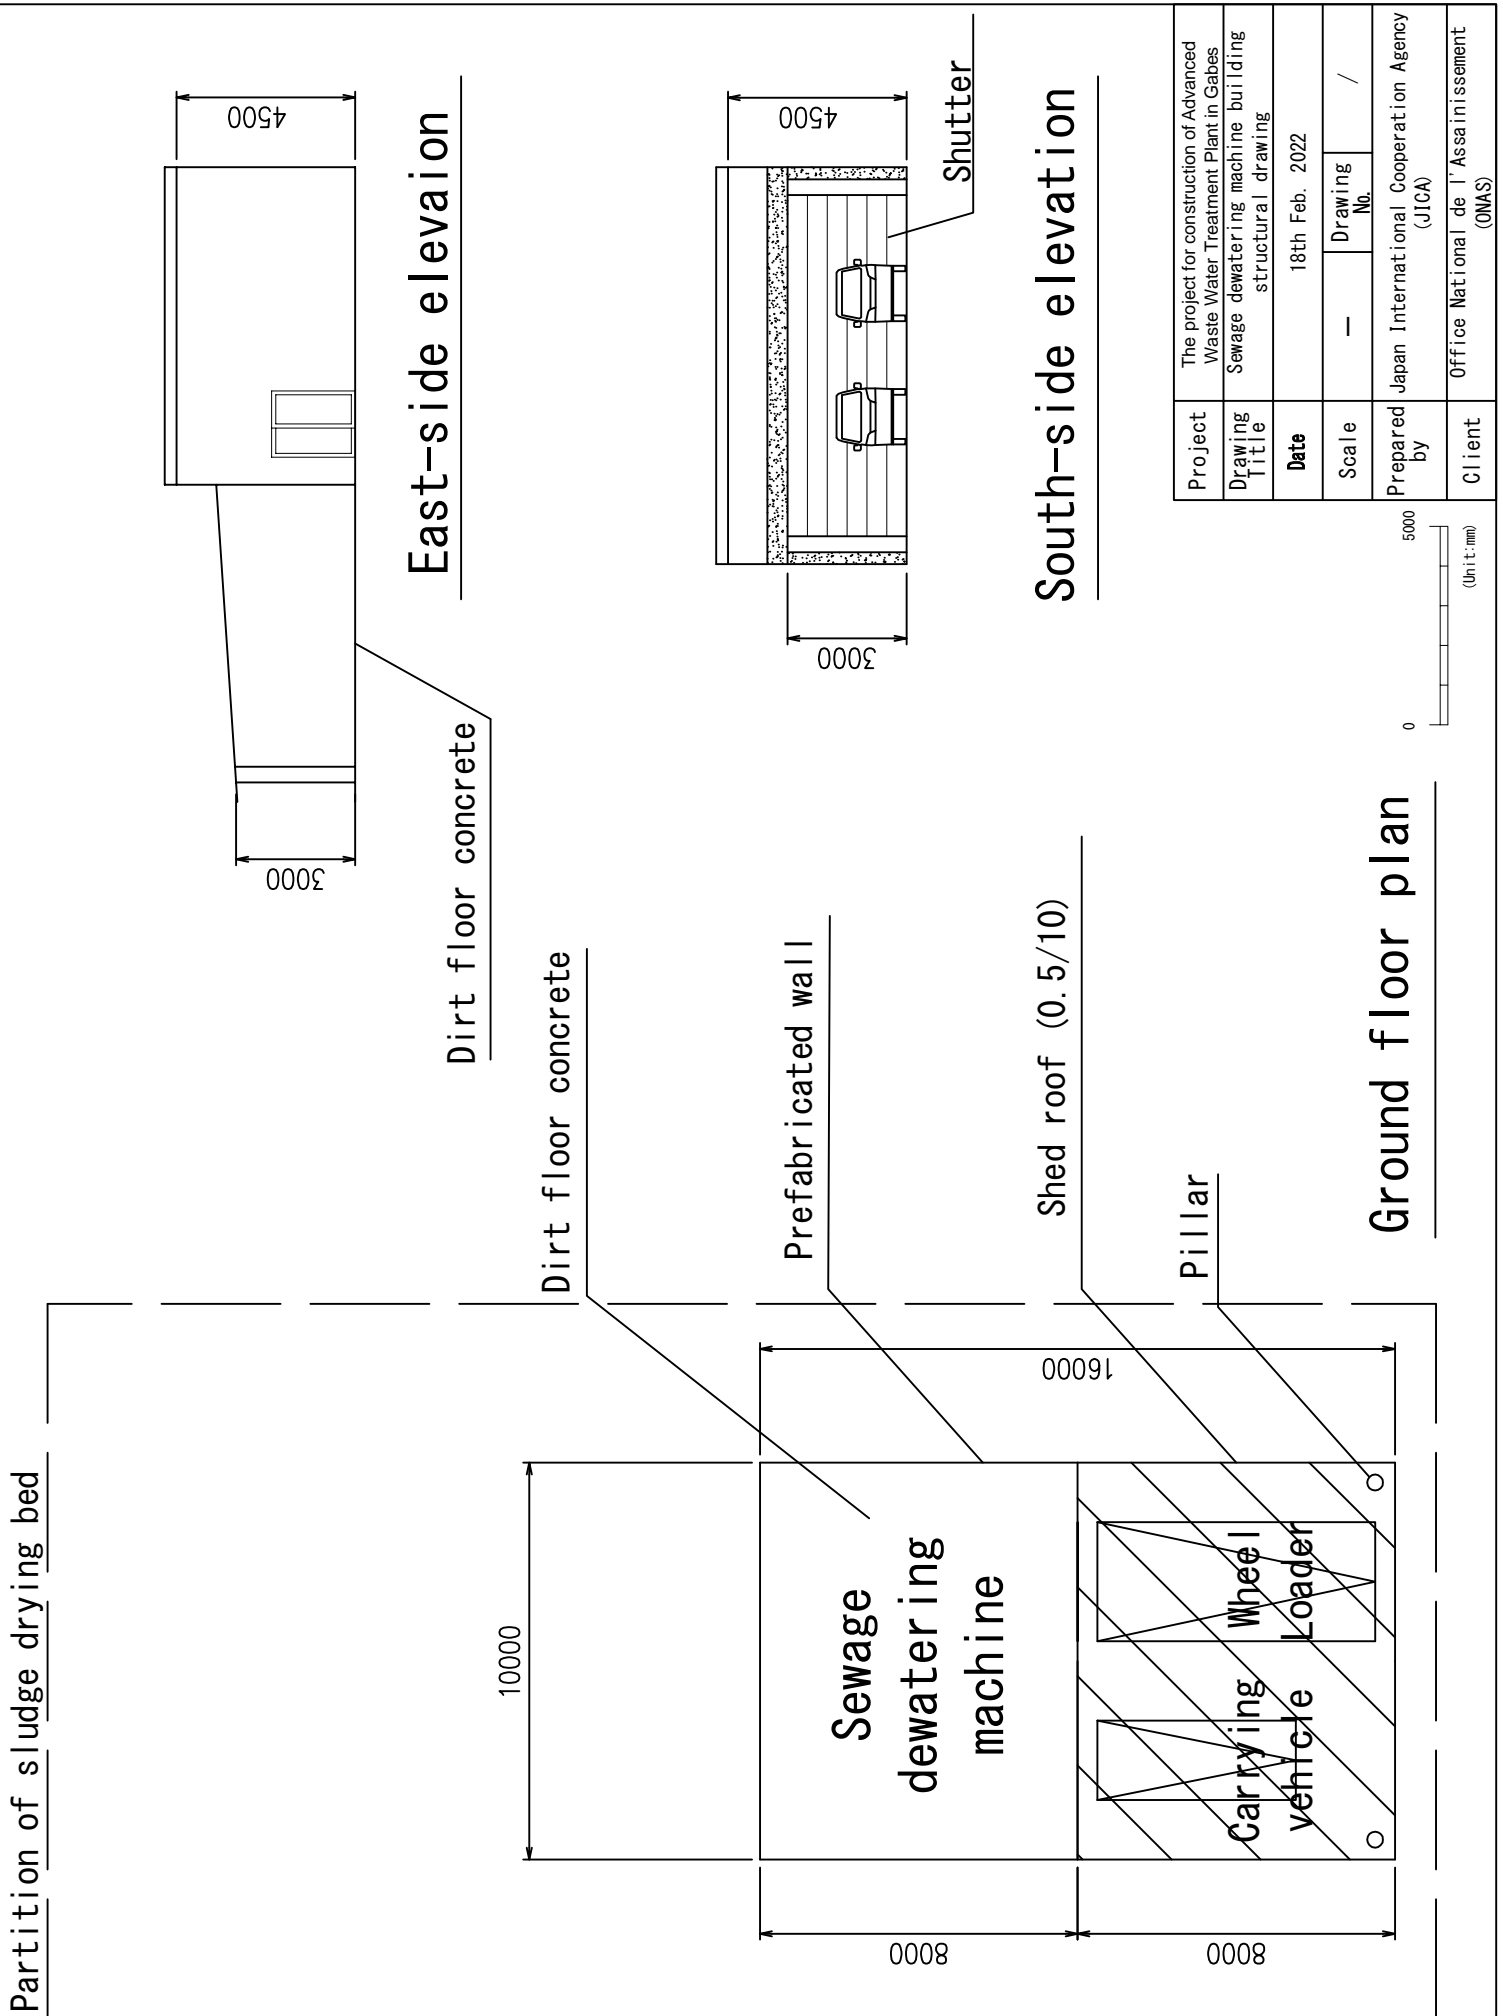 Partition of sludge drying bed
10000
16000
8000
8000
Sewage
dewatering
machine
Carrying
vehicle
Wheel
Loader
Dirt floor concrete
Prefabricated wall
Shed roof (0.5/10)
Pillar
Ground floor plan
3000
4500
Dirt floor concrete
East-side elevaion
3000
4500
Shutter
South-side elevation
0
5000
(Unit:mm)
Project
The project for construction of Advanced
Waste Water Treatment Plant in Gabes
Drawing
Title
Sewage dewatering machine building
structural drawing
Date
18th Feb. 2022
Scale
—
Drawing
No.
/
Prepared
by
Japan International Cooperation Agency
(JICA)
Client
Office National de l'Assainissement
(ONAS)